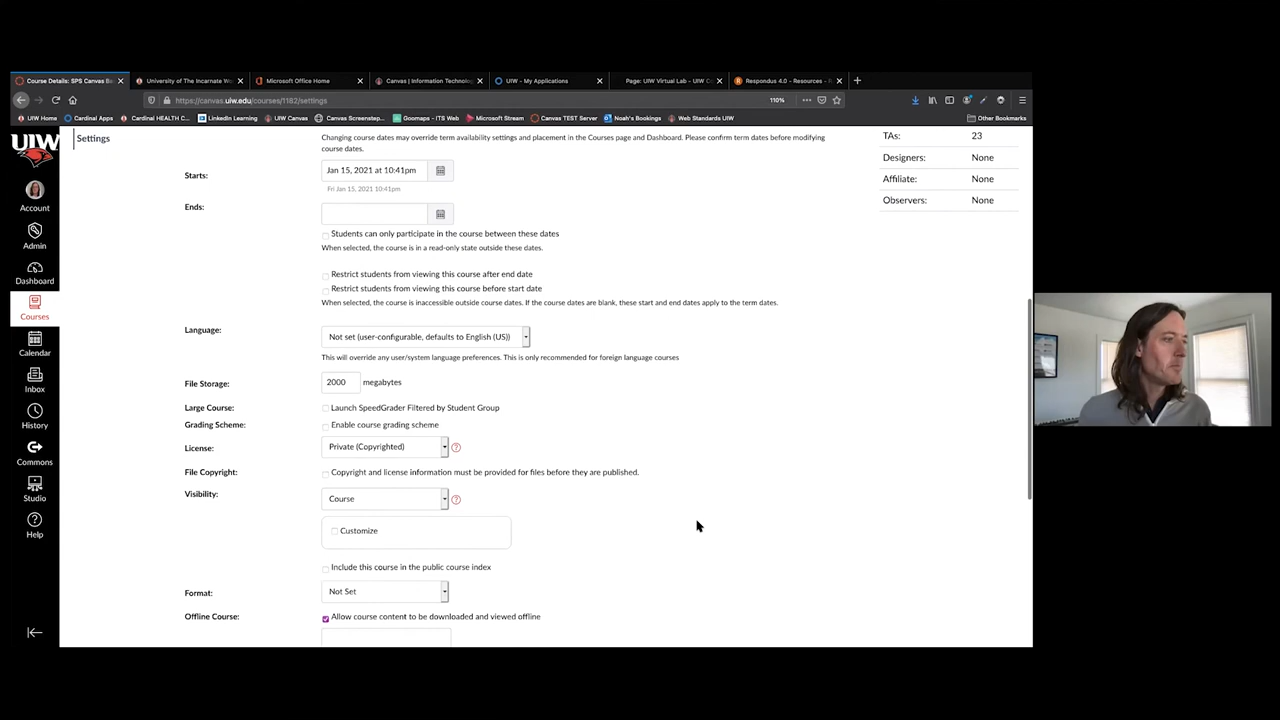 Course Details: SPS Canvas Ba
University of The Incarnate Wo
Microsoft Office Home
Canvas | Information Technolog
UIW - My Applications
Page: UIW Virtual Lab - UIW C
Respondus 4.0 - Resources - R
https://canvas.uiw.edu/courses/1182/settings
110%
UIW Home
Cardinal Apps
Cardinal HEALTH C...
LinkedIn Learning
UIW Canvas
Canvas Screenstep...
Goomaps - ITS Web
Microsoft Stream
Canvas TEST Server
Noah's Bookings
Web Standards UIW
Other Bookmarks
UIW
Account
Admin
Dashboard
Courses
Calendar
Inbox
History
Commons
Studio
Help
Settings
Changing course dates may override term availability settings and placement in the Courses page and Dashboard. Please confirm term dates before modifying
course dates.
Starts:
Jan 15, 2021 at 10:41pm
Fri Jan 15, 2021 10:41pm
Ends:
Students can only participate in the course between these dates
When selected, the course is in a read-only state outside these dates.
Restrict students from viewing this course after end date
Restrict students from viewing this course before start date
When selected, the course is inaccessible outside course dates. If the course dates are blank, these start and end dates apply to the term dates.
Language:
Not set (user-configurable, defaults to English (US))
This will override any user/system language preferences. This is only recommended for foreign language courses
File Storage:
2000 megabytes
Large Course:
Launch SpeedGrader Filtered by Student Group
Grading Scheme:
Enable course grading scheme
License:
Private (Copyrighted)
File Copyright:
Copyright and license information must be provided for files before they are published.
Visibility:
Course
Customize
Include this course in the public course index
Format:
Not Set
Offline Course:
Allow course content to be downloaded and viewed offline
TAs: 23
Designers: None
Affiliate: None
Observers: None